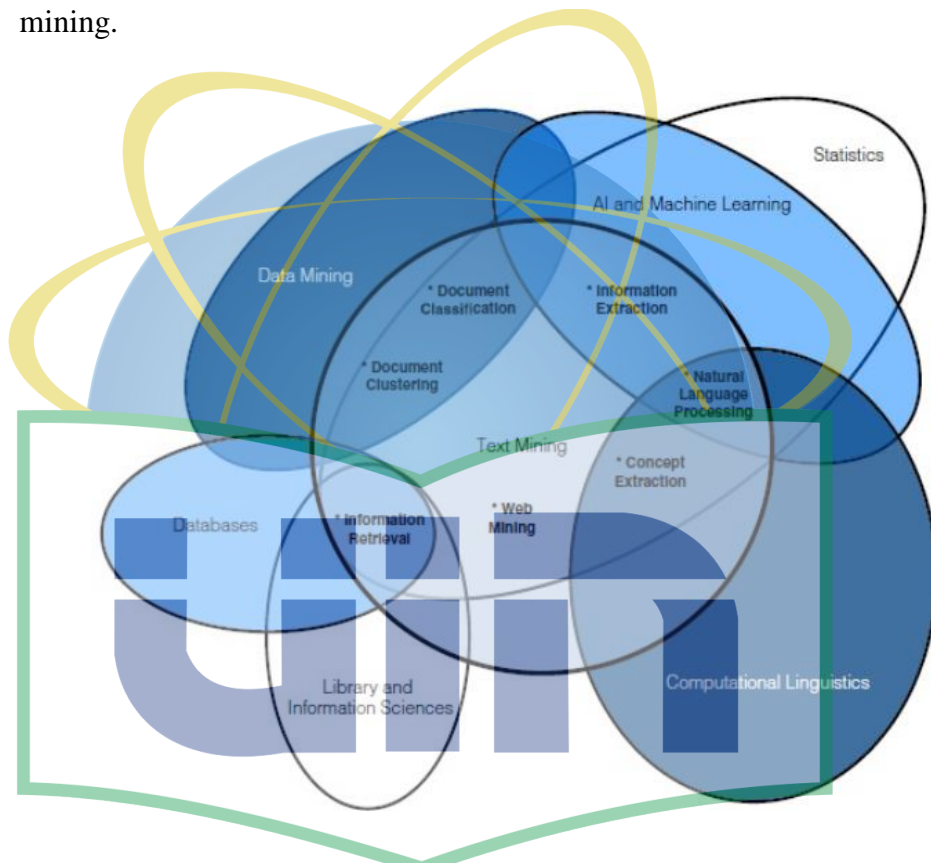 mining.
Statistics
AI and Machine Learning
Data Mining
* Document
Classification
* Information
Extraction
* Document
Clustering
* Natural
Language
Processing
Text Mining
* Concept
Extraction
Databases
* Information
Retrieval
* Web
Mining
Library and
Information Sciences
Computational Linguistics
uin